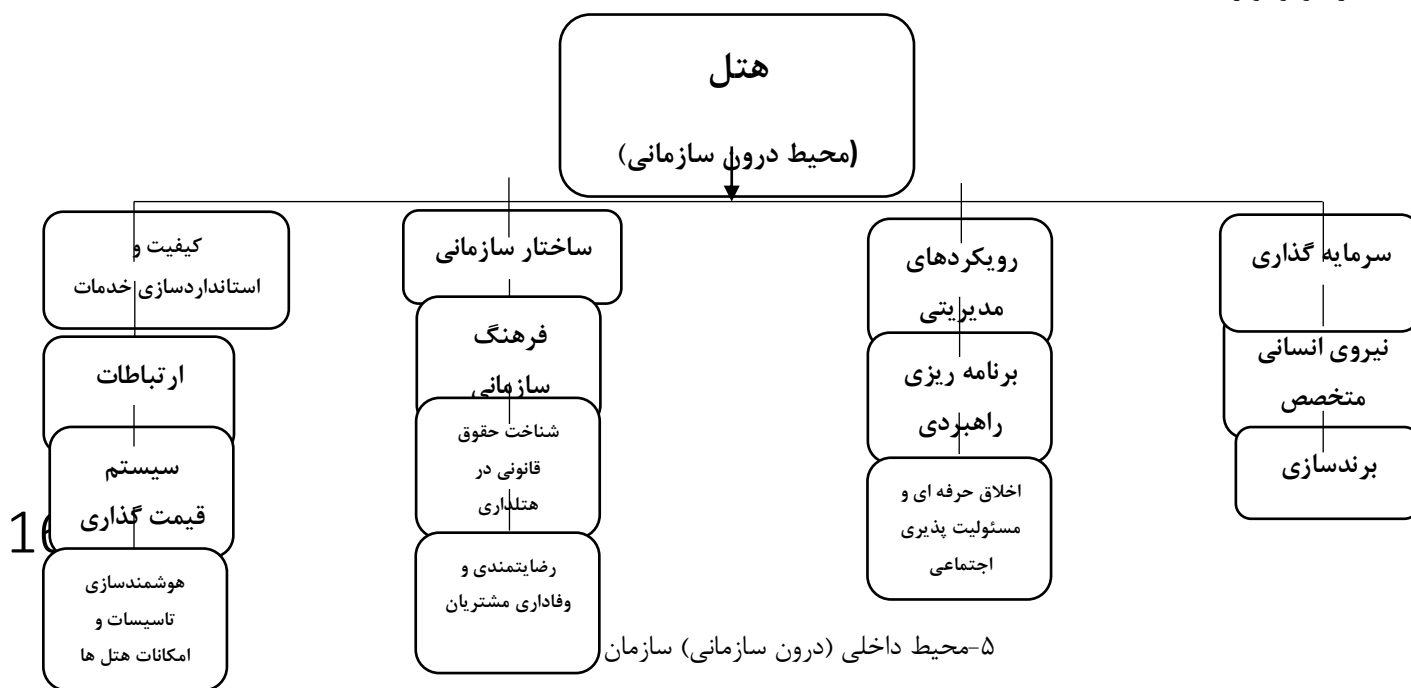 هتل
(محیط درون سازمانی)
سرمایه گذاری
نیروی انسانی
متخصص
برندسازی
رویکردهای
مدیریتی
برنامه ریزی
راهبردی
اخلاق حرفه ای و
مسئولیت پذیری
اجتماعی
ساختار سازمانی
فرهنگ
سازمانی
شناخت حقوق
قانونی در
هتلداری
رضایتمندی و
وفاداری مشتریان
کیفیت و
استانداردسازی خدمات
ارتباطات
سیستم
قیمت گذاری
هوشمندسازی
تاسیسات و
امکانات هتل ها
۵-محیط داخلی (درون سازمانی) سازمان